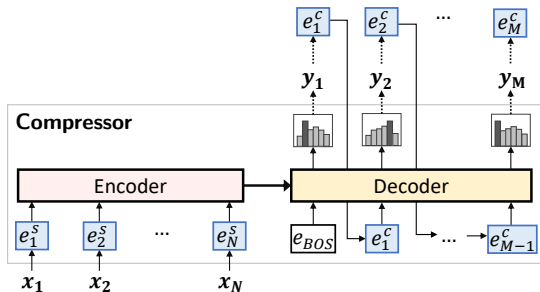 e_1^c e_2^c ... e_M^c
y_1 y_2 y_M
Compressor
Encoder Decoder
e_1^s e_2^s ... e_N^s e_BOS e_1^c ... e_{M-1}^c
x_1 x_2 x_N